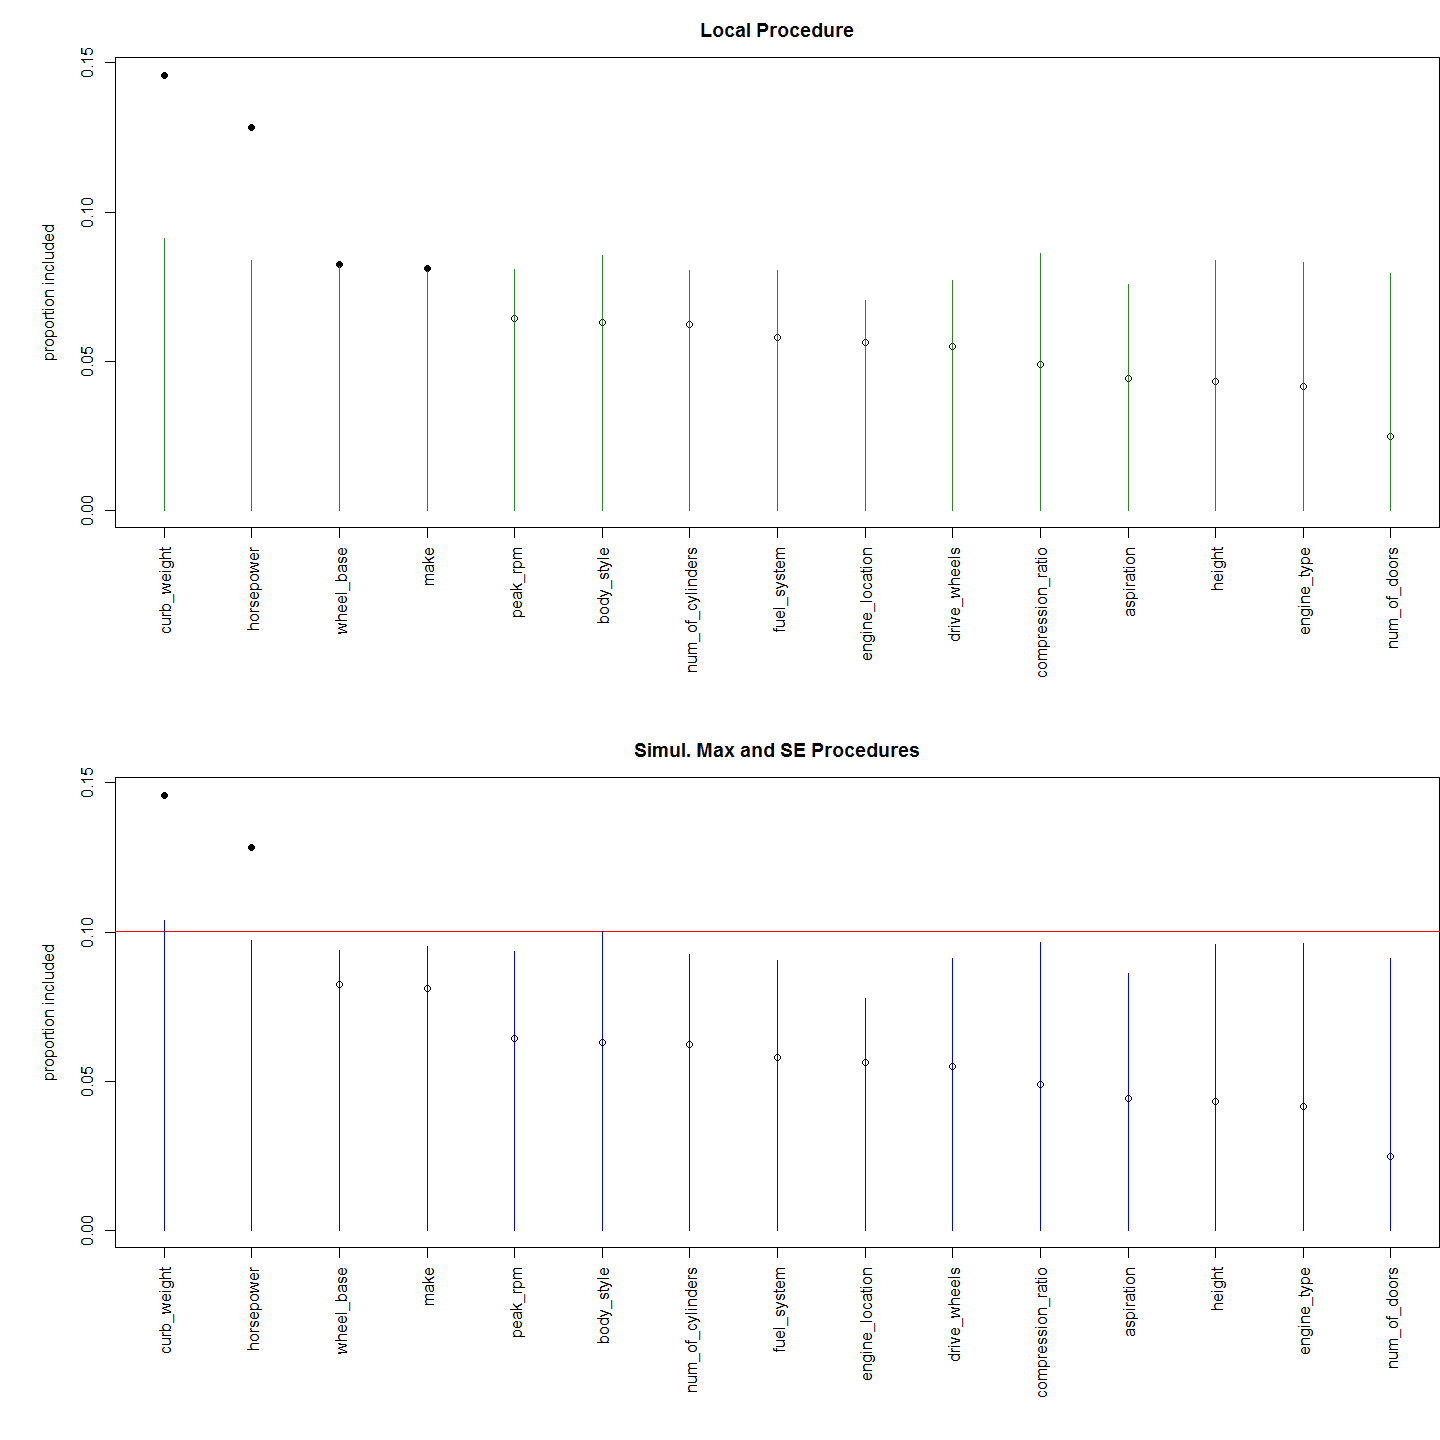 Local Procedure
proportion included
0.15
0.10
0.05
0.00
curb_weight
horsepower
wheel_base
make
peak_rpm
body_style
num_of_cylinders
fuel_system
engine_location
drive_wheels
compression_ratio
aspiration
height
engine_type
num_of_doors
Simul. Max and SE Procedures
proportion included
0.15
0.10
0.05
0.00
curb_weight
horsepower
wheel_base
make
peak_rpm
body_style
num_of_cylinders
fuel_system
engine_location
drive_wheels
compression_ratio
aspiration
height
engine_type
num_of_doors